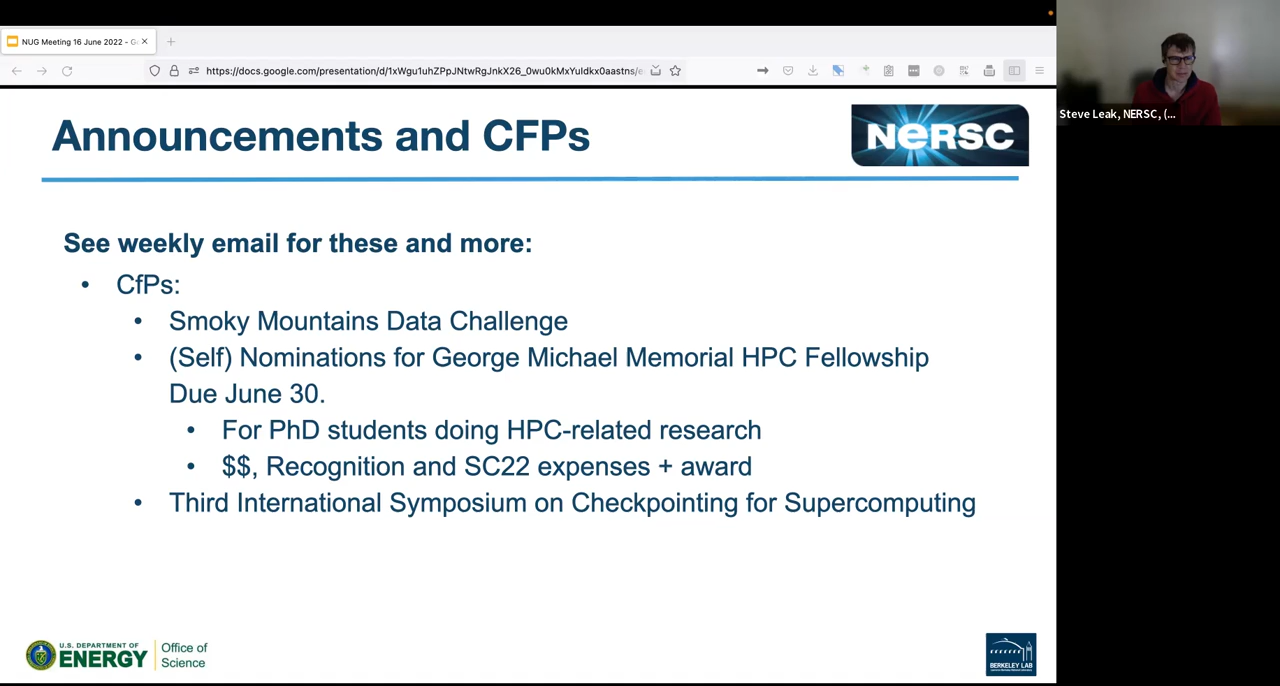 NUG Meeting 16 June 2022 - Go
https://docs.google.com/presentation/d/1xWgu1uhZPpJNtwRgJnkX26_0wu0kMxYuIdkx0aastns/e
Steve Leak, NERSC, (...
Announcements and CFPs
NERSC
See weekly email for these and more:
• CfPs:
• Smoky Mountains Data Challenge
• (Self) Nominations for George Michael Memorial HPC Fellowship
Due June 30.
• For PhD students doing HPC-related research
• $$, Recognition and SC22 expenses + award
• Third International Symposium on Checkpointing for Supercomputing
U.S. DEPARTMENT OF
ENERGY
Office of
Science
BERKELEY LAB